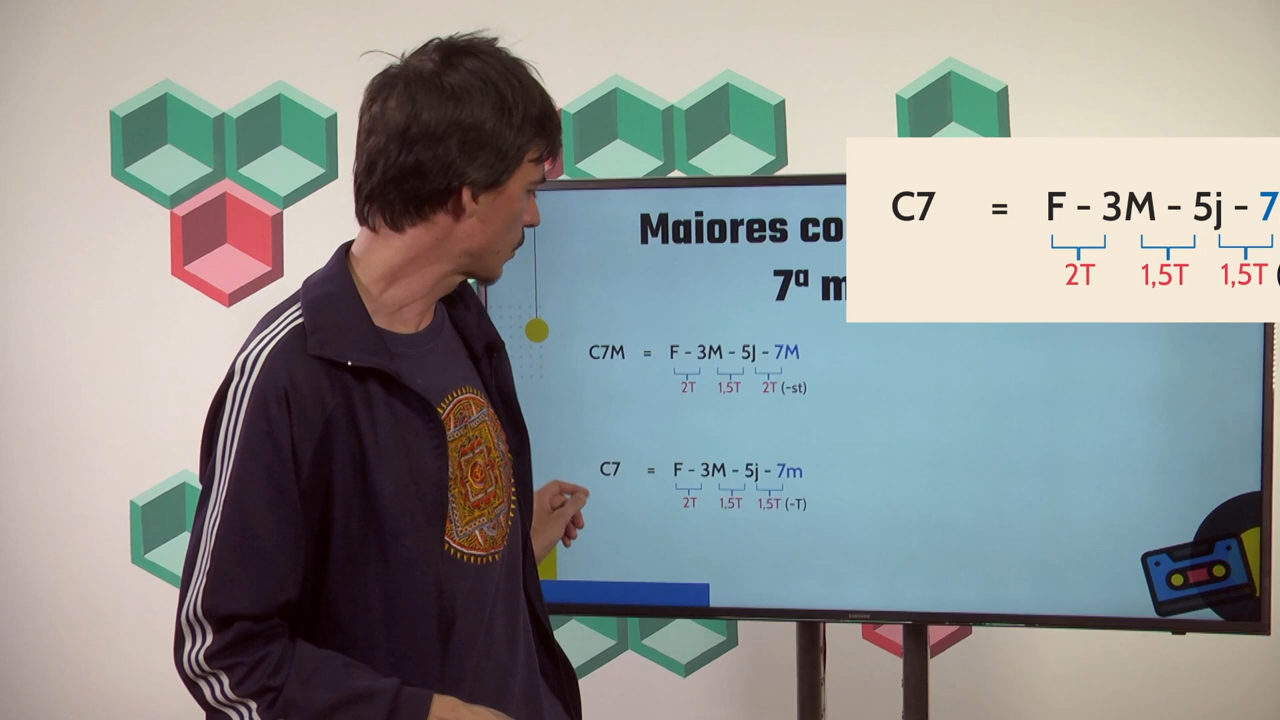 Maiores co
7ª m
C7 = F - 3M - 5j - 7
2T 1,5T 1,5T (
C7M = F - 3M - 5J - 7M
2T 1,5T 2T (-st)
C7 = F - 3M - 5j - 7m
2T 1,5T 1,5T (-T)